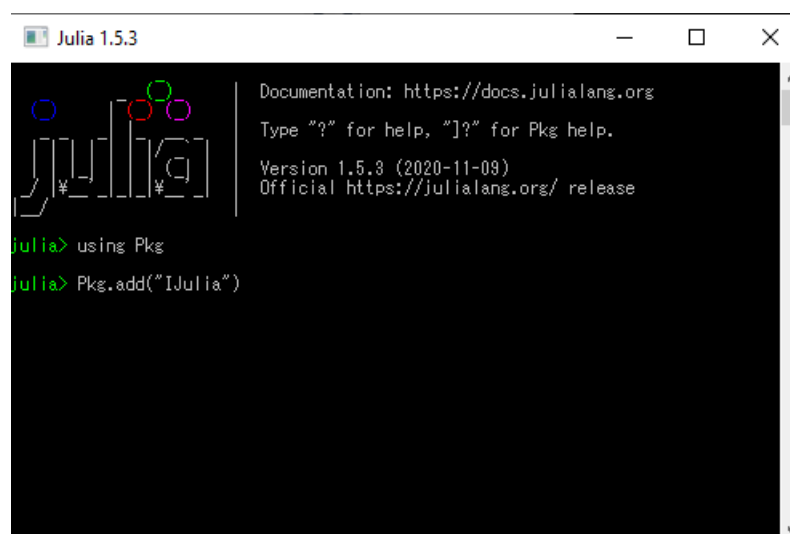 Julia 1.5.3
Documentation: https://docs.julialang.org
Type "?" for help, "]?" for Pkg help.
Version 1.5.3 (2020-11-09)
Official https://julialang.org/ release
julia> using Pkg
julia> Pkg.add("IJulia")